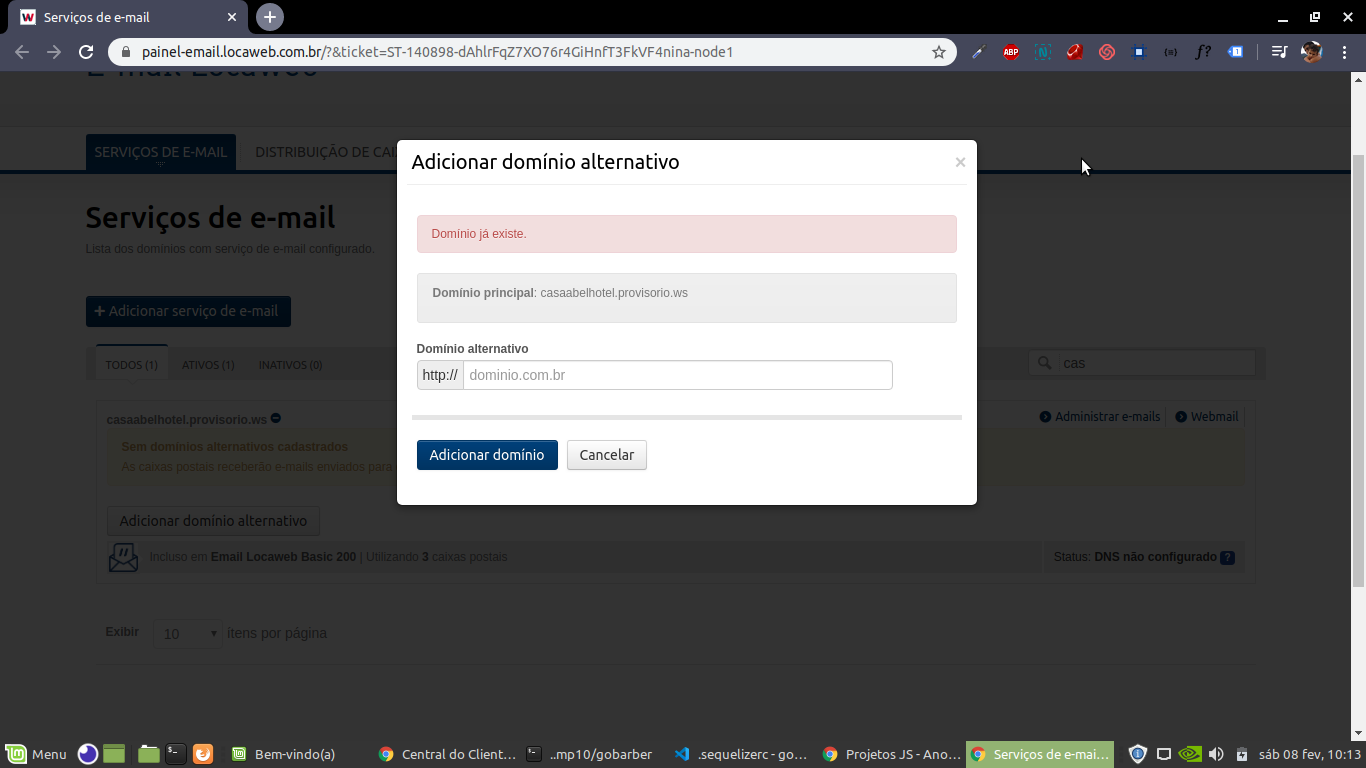 Serviços de e-mail
painel-email.locaweb.com.br/?&ticket=ST-140898-dAhlrFqZ7XO76r4GiHnfT3FkVF4nina-node1
E-mail Locaweb
SERVIÇOS DE E-MAIL
DISTRIBUIÇÃO DE CAI
Adicionar domínio alternativo
×
Domínio já existe.
Domínio principal: casaabelhotel.provisorio.ws
Domínio alternativo
http://
dominio.com.br
Adicionar domínio
Cancelar
Serviços de e-mail
Lista dos domínios com serviço de e-mail configurado.
+ Adicionar serviço de e-mail
TODOS (1)
ATIVOS (1)
INATIVOS (0)
cas
casaabelhotel.provisorio.ws
Administrar e-mails
Webmail
Sem domínios alternativos cadastrados
As caixas postais receberão e-mails enviados para
Adicionar domínio alternativo
Incluso em Email Locaweb Basic 200 | Utilizando 3 caixas postais
Status: DNS não configurado ?
Exibir
10
ítens por página
Menu
Bem-vindo(a)
Central do Client...
..mp10/gobarber
.sequelizerc - go...
Projetos JS - Ano...
Serviços de e-mai...
sáb 08 fev, 10:13